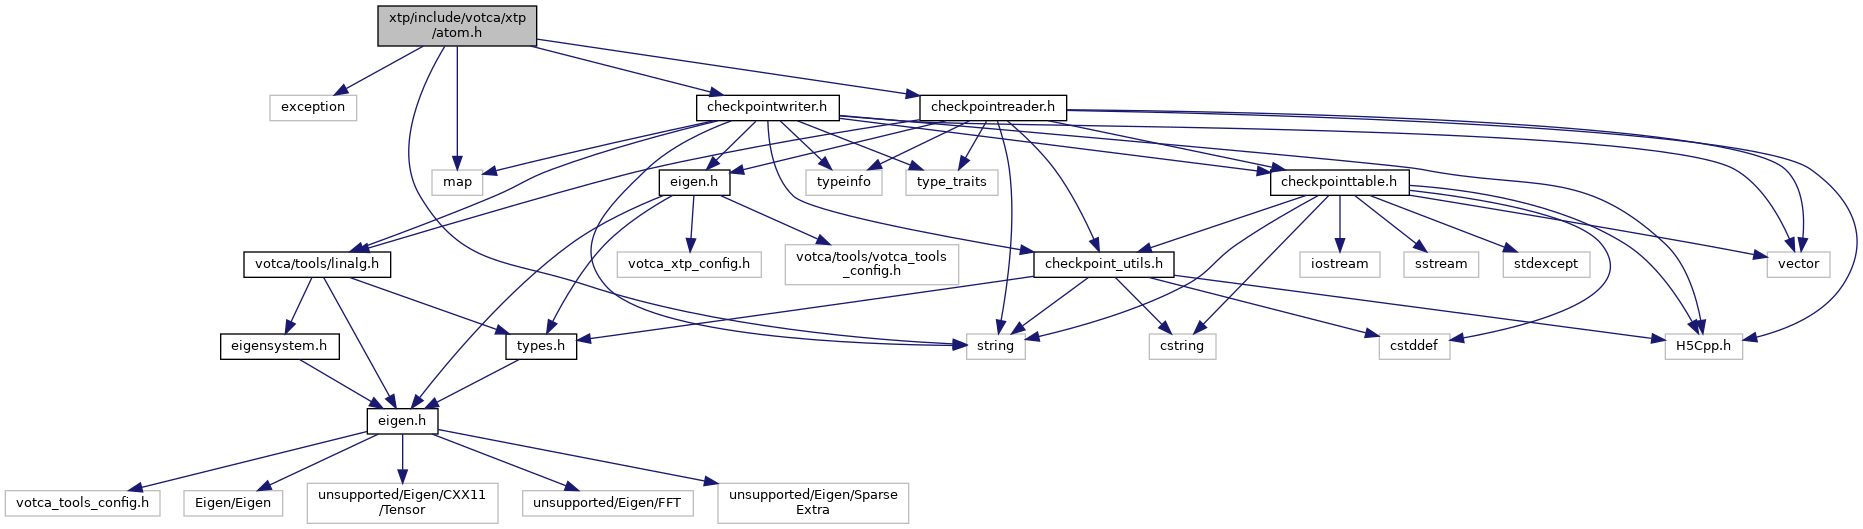 xtp/include/votca/xtp
/atom.h
exception
checkpointwriter.h
checkpointreader.h
map
eigen.h
typeinfo
type_traits
checkpointtable.h
votca/tools/linalg.h
votca_xtp_config.h
votca/tools/votca_tools
_config.h
checkpoint_utils.h
iostream
sstream
stdexcept
vector
eigensystem.h
types.h
string
cstring
cstddef
H5Cpp.h
eigen.h
votca_tools_config.h
Eigen/Eigen
unsupported/Eigen/CXX11
/Tensor
unsupported/Eigen/FFT
unsupported/Eigen/Sparse
Extra